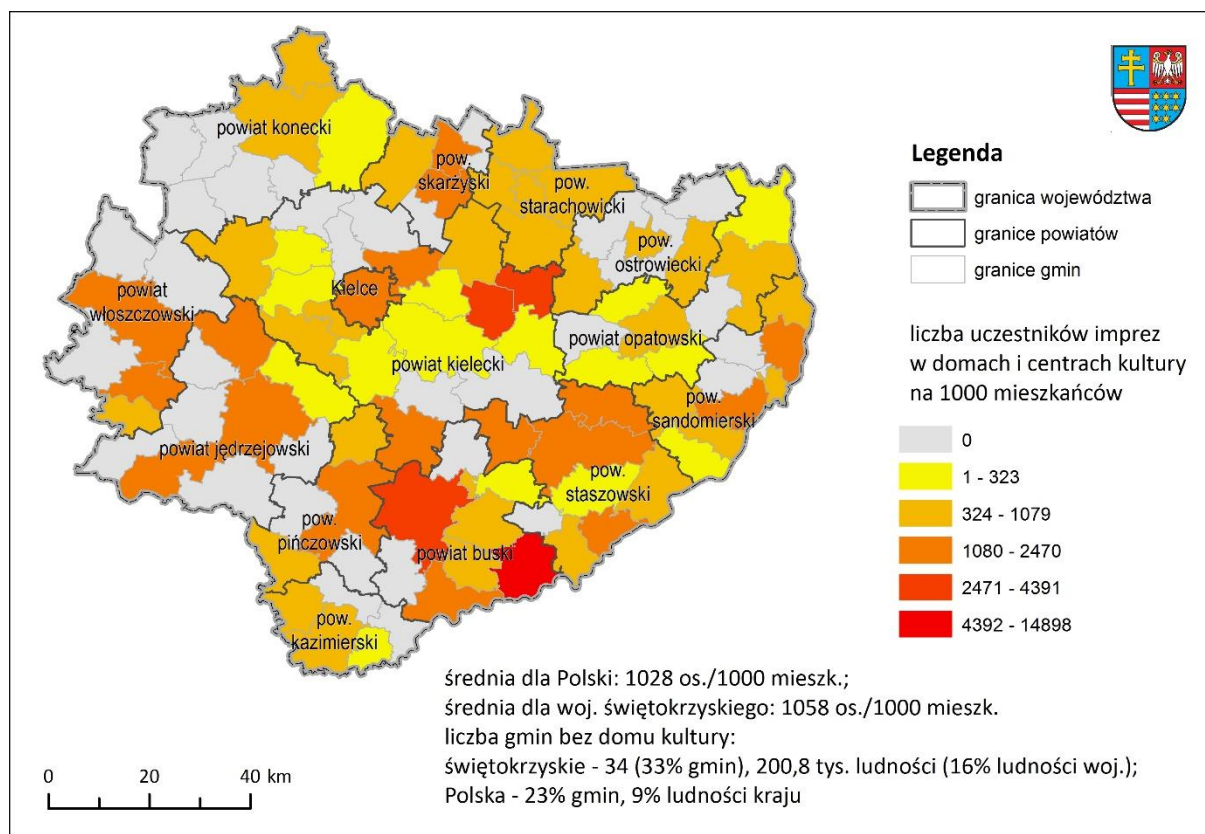 powiat konecki
pow.
skarżyski
pow.
starachowicki
pow.
ostrowiecki
powiat
włoszczowski
Kielce
powiat opatowski
powiat kielecki
pow.
sandomierski
powiat jędrzejowski
pow.
staszowski
pow.
pińczowski
powiat buski
pow.
kazimierski
Legenda
granica województwa
granice powiatów
granice gmin
liczba uczestników imprez
w domach i centrach kultury
na 1000 mieszkańców
0
1 - 323
324 - 1079
1080 - 2470
2471 - 4391
4392 - 14898
średnia dla Polski: 1028 os./1000 mieszk.;
średnia dla woj. świętokrzyskiego: 1058 os./1000 mieszk.
liczba gmin bez domu kultury:
świętokrzyskie - 34 (33% gmin), 200,8 tys. ludności (16% ludności woj.);
Polska - 23% gmin, 9% ludności kraju
0 20 40 km